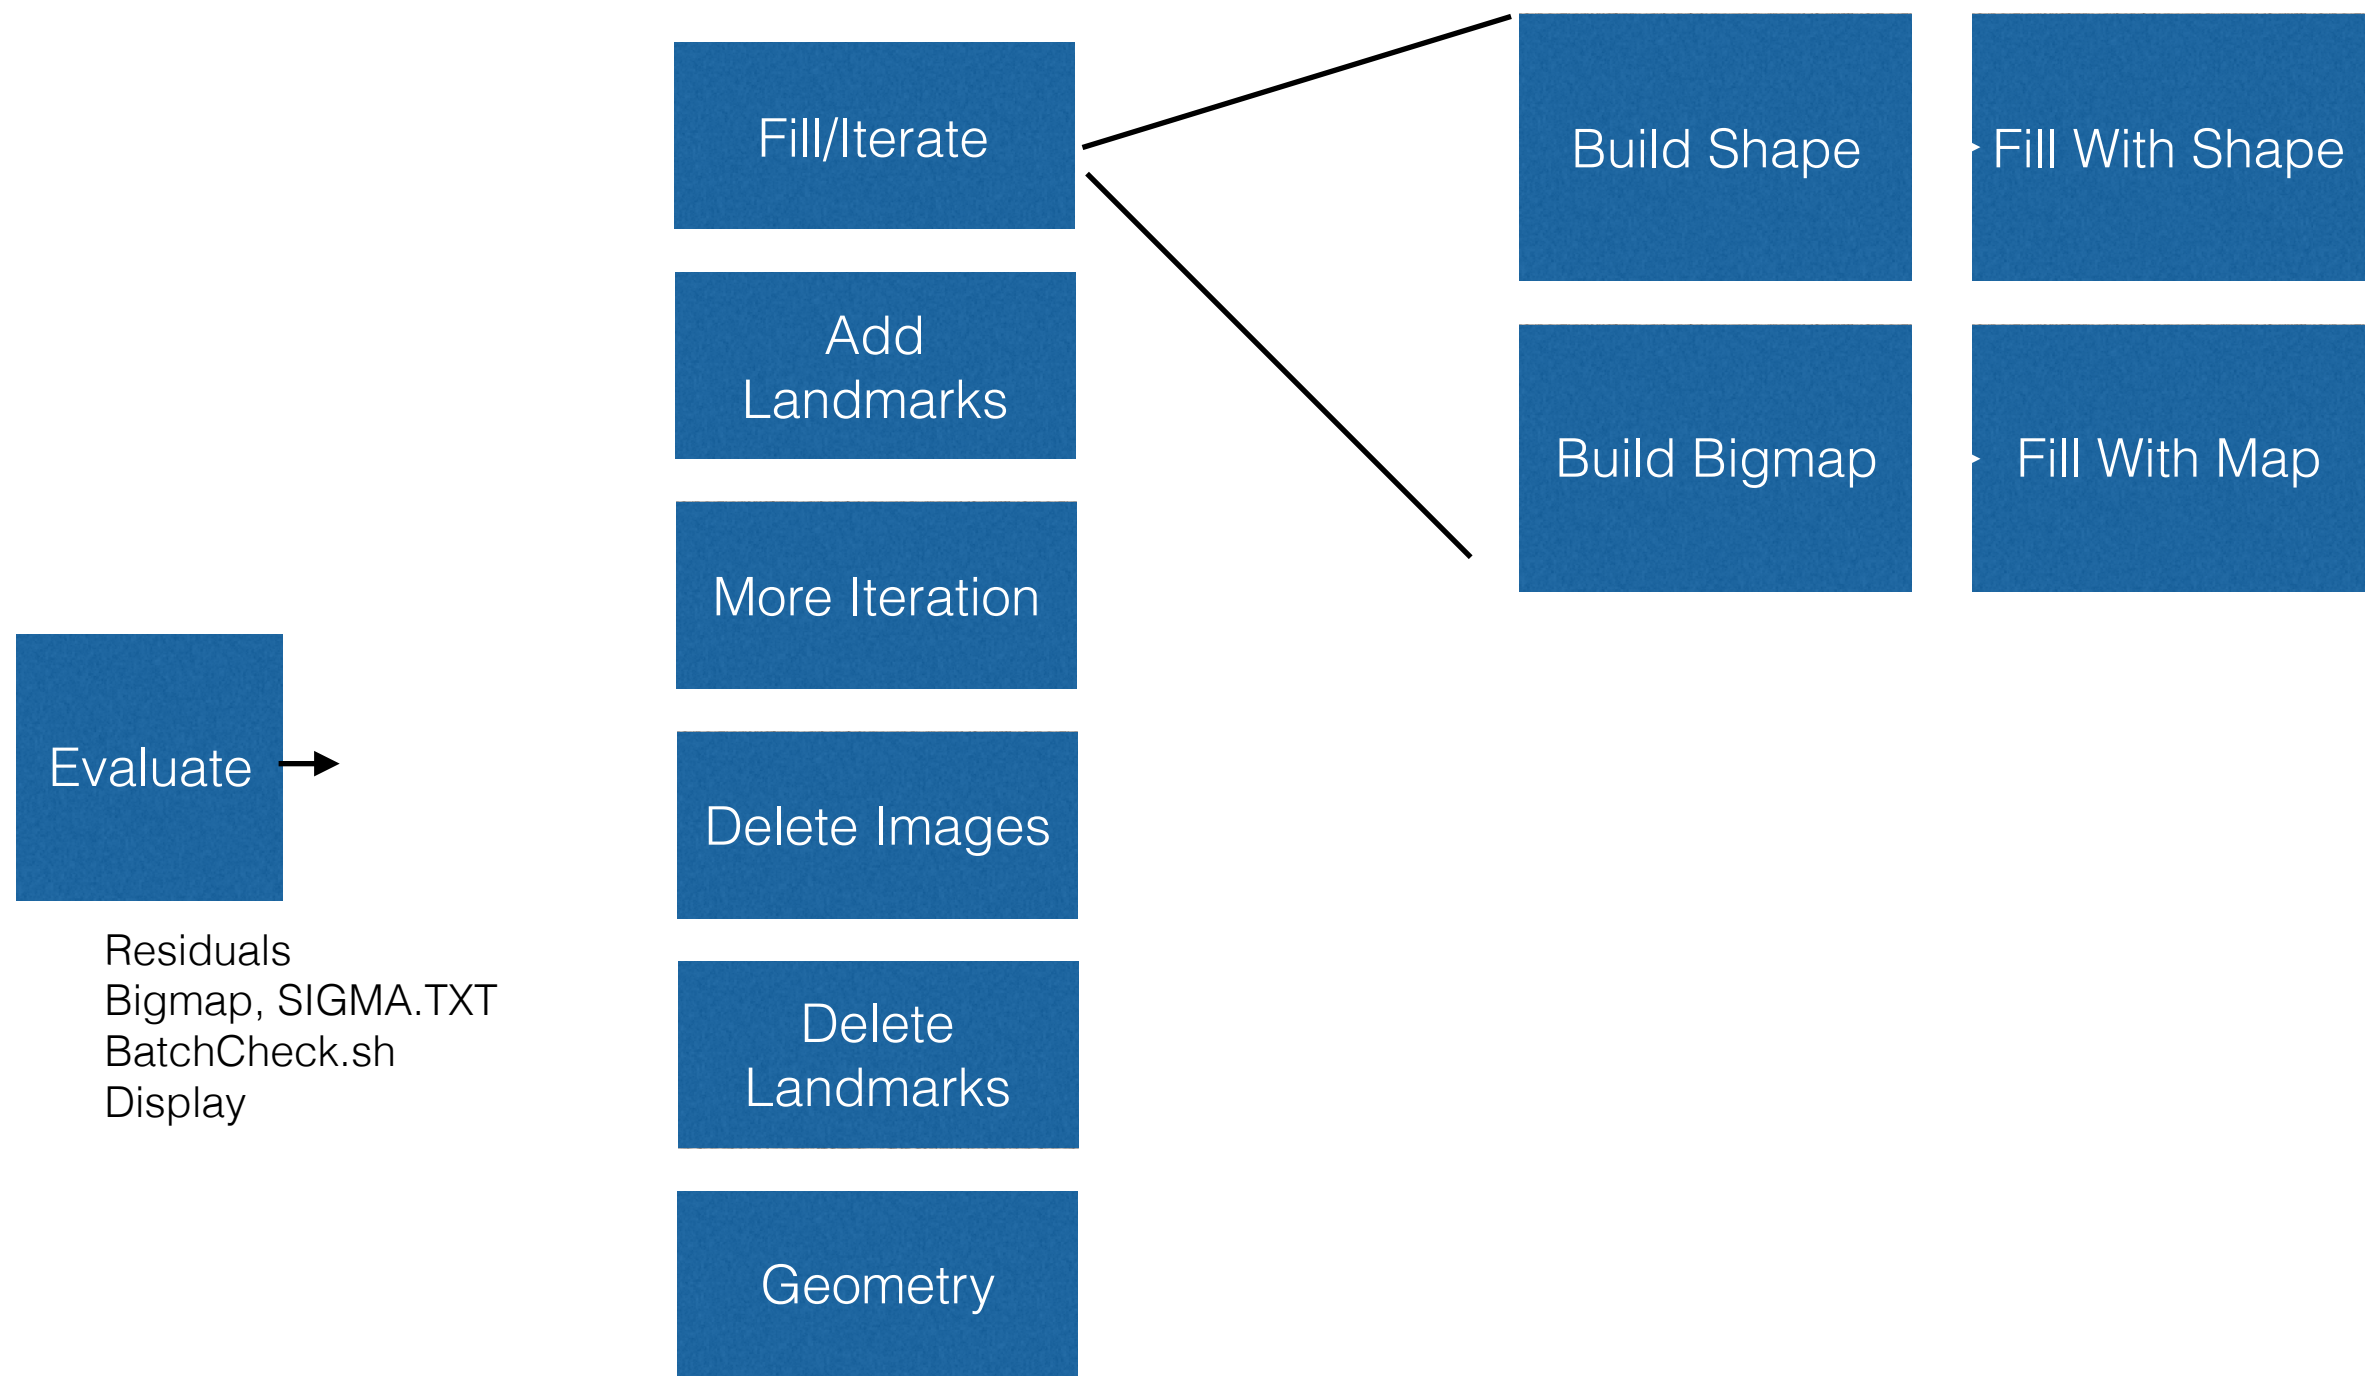 Evaluate
Residuals
Bigmap, SIGMA.TXT
BatchCheck.sh
Display
Fill/Iterate
Add
Landmarks
More Iteration
Delete Images
Delete
Landmarks
Geometry
Build Shape
Fill With Shape
Build Bigmap
Fill With Map